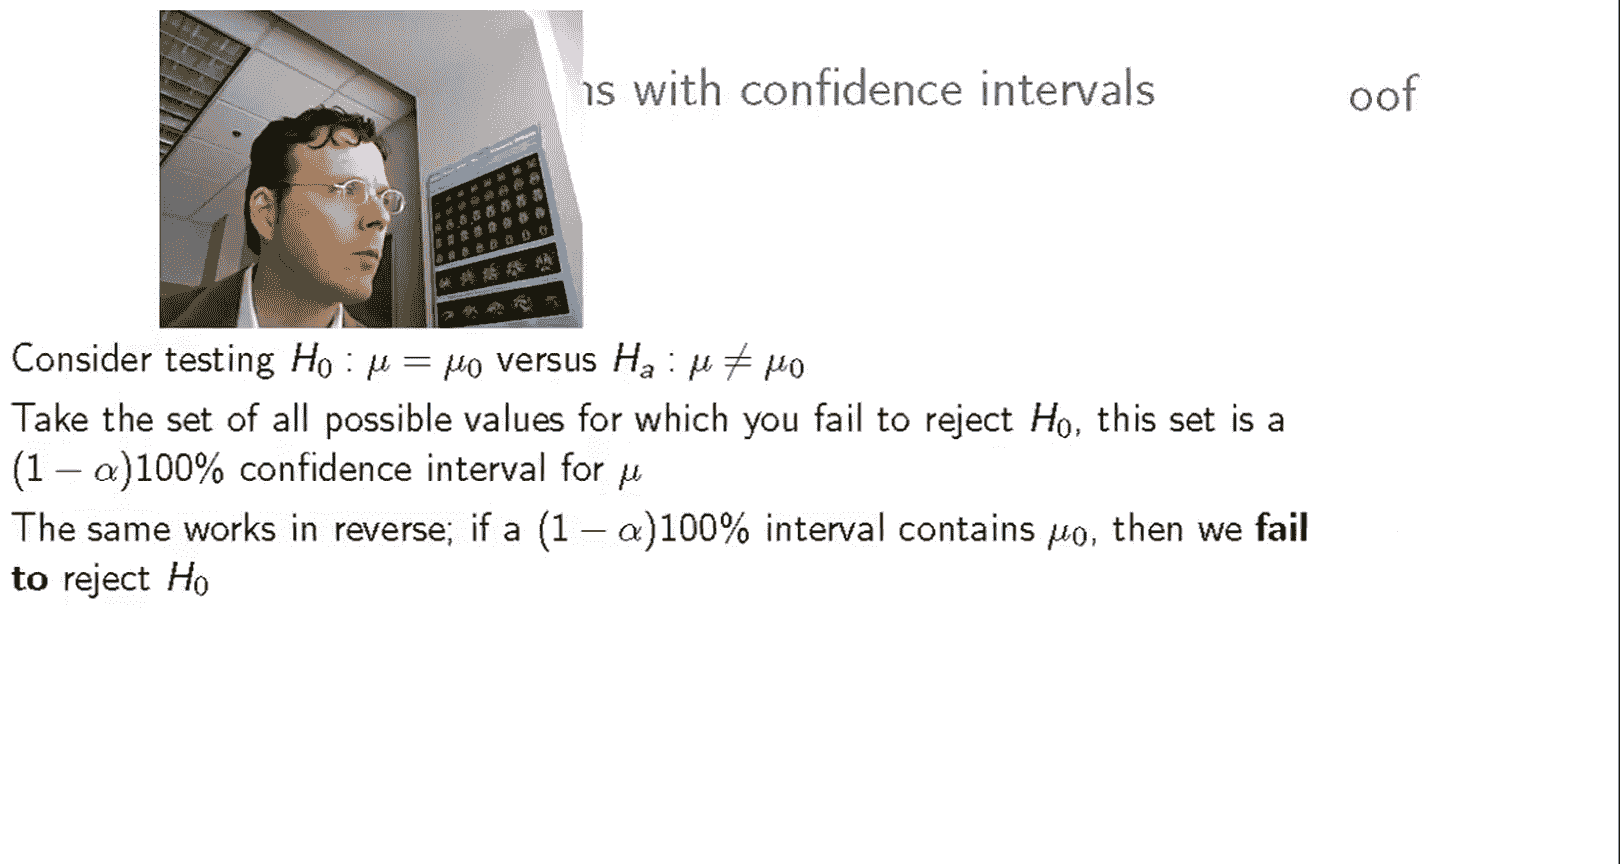 with confidence intervals
oof
Consider testing H₀ : μ = μ₀ versus Hₐ : μ ≠ μ₀
Take the set of all possible values for which you fail to reject H₀, this set is a
(1 − α)100% confidence interval for μ
The same works in reverse; if a (1 − α)100% interval contains μ₀, then we fail
to reject H₀